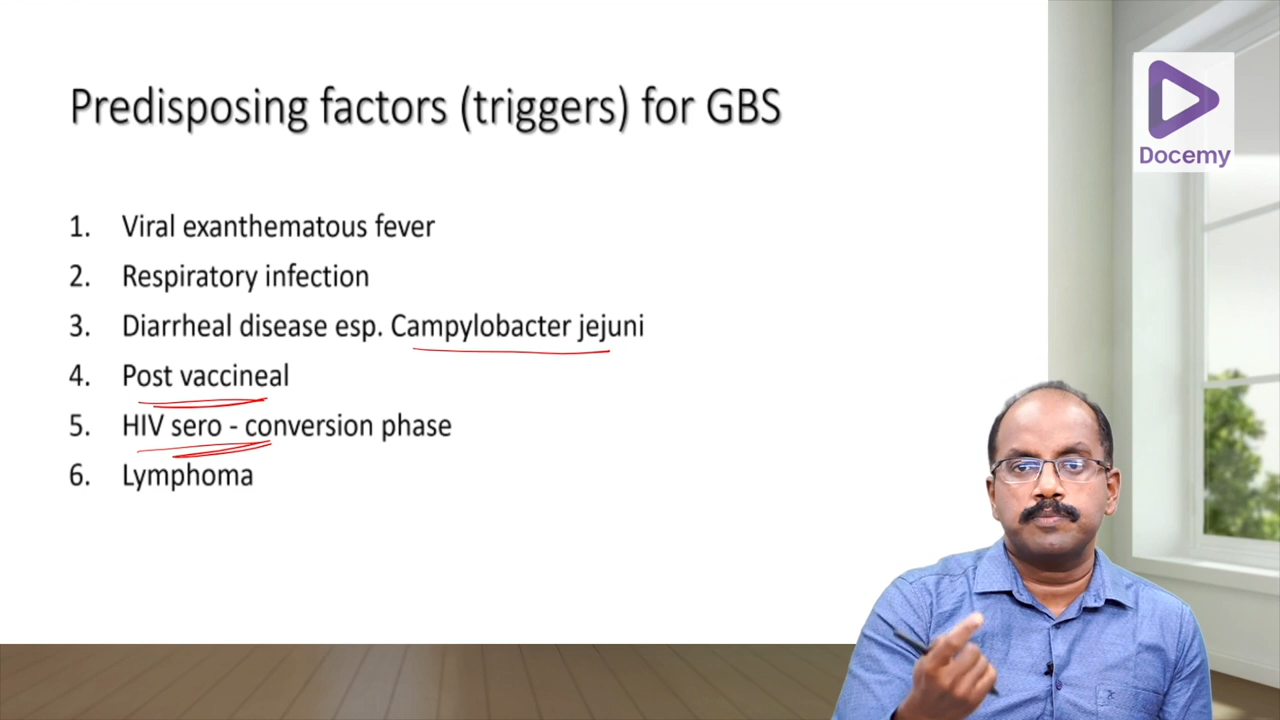 Predisposing factors (triggers) for GBS
Docemy
1. Viral exanthematous fever
2. Respiratory infection
3. Diarrheal disease esp. Campylobacter jejuni
4. Post vaccineal
5. HIV sero - conversion phase
6. Lymphoma